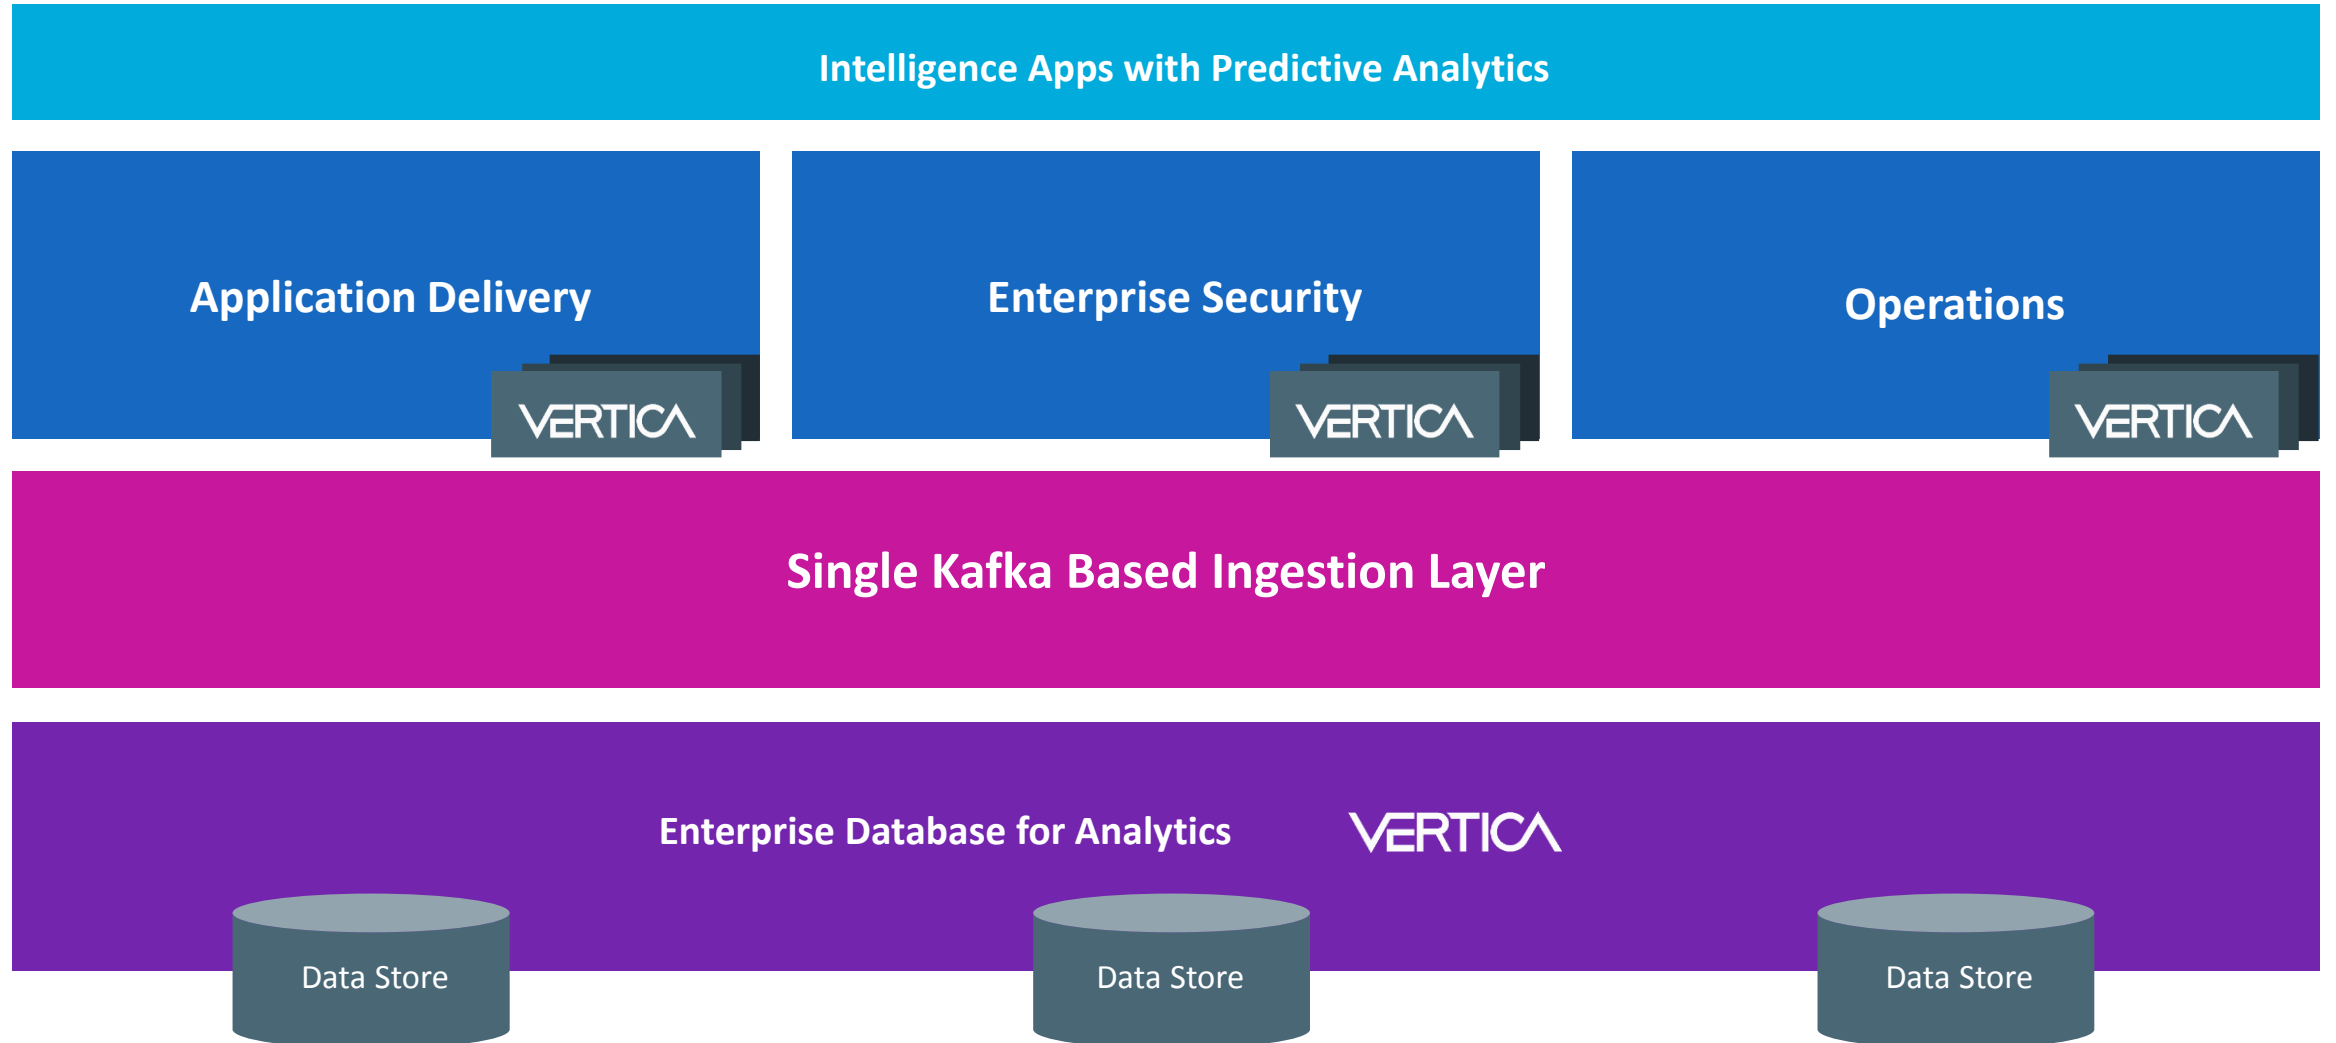 Intelligence Apps with Predictive Analytics
Application Delivery
VERTICA
Enterprise Security
VERTICA
Operations
VERTICA
Single Kafka Based Ingestion Layer
Enterprise Database for Analytics VERTICA
Data Store
Data Store
Data Store